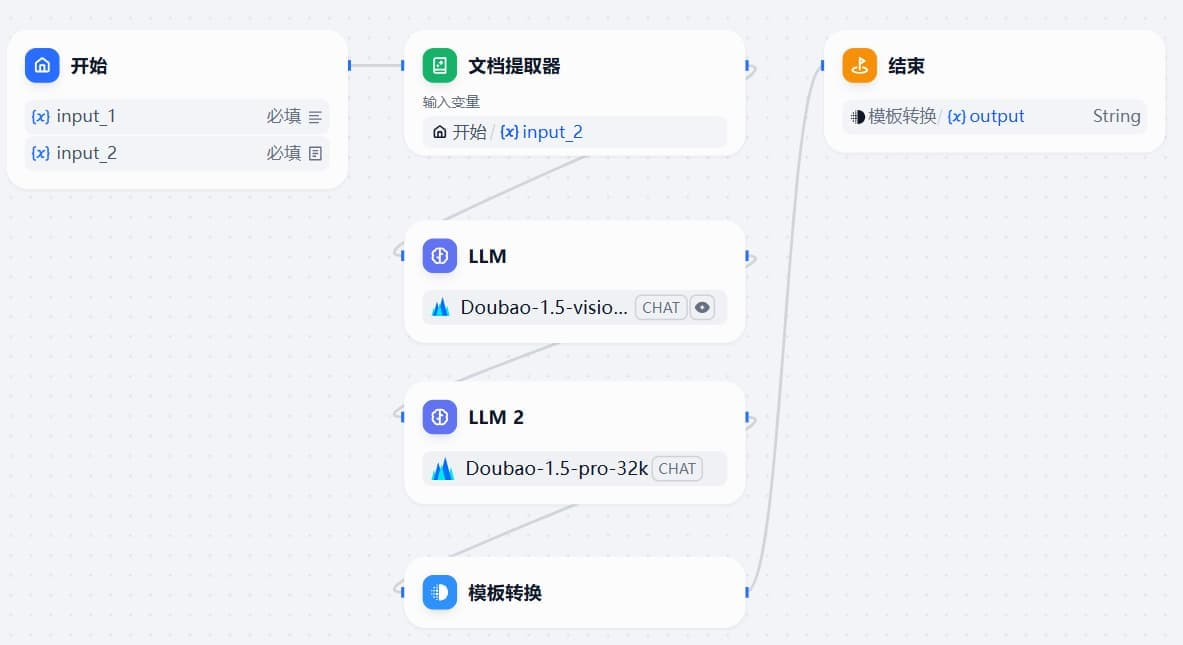 开始
{x} input_1 必填
{x} input_2 必填
文档提取器
输入变量
开始 / {x} input_2
LLM
Doubao-1.5-visio... CHAT
LLM 2
Doubao-1.5-pro-32k CHAT
模板转换
结束
模板转换 / {x} output String